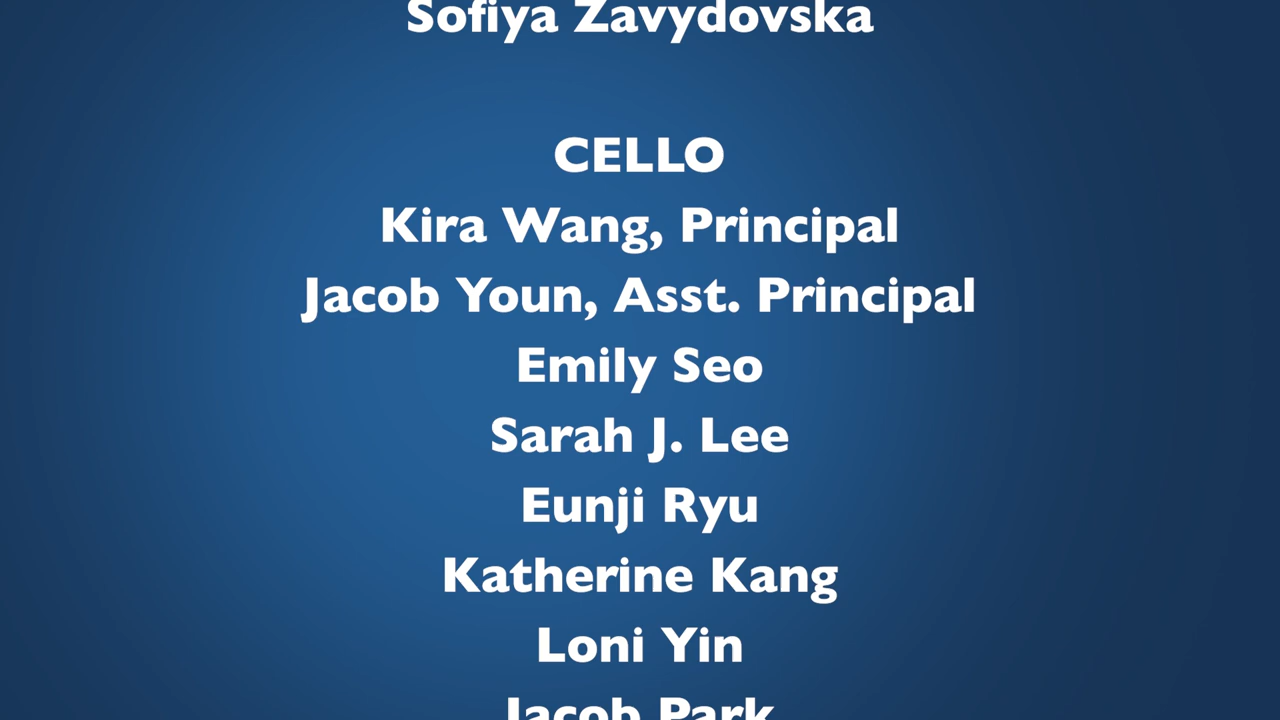 Sofiya Zavydovska
CELLO
Kira Wang, Principal
Jacob Youn, Asst. Principal
Emily Seo
Sarah J. Lee
Eunji Ryu
Katherine Kang
Loni Yin
Jacob Park